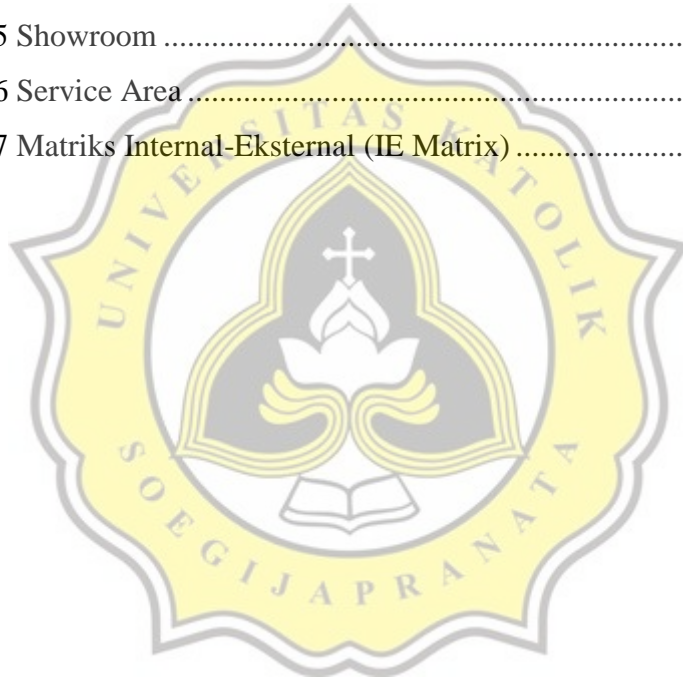 5 Showroom ....................................................................
6 Service Area ................................................................
7 Matriks Internal-Eksternal (IE Matrix) ......................
UNIVERSITAS KATOLIK
SOEGIJAPRANATA